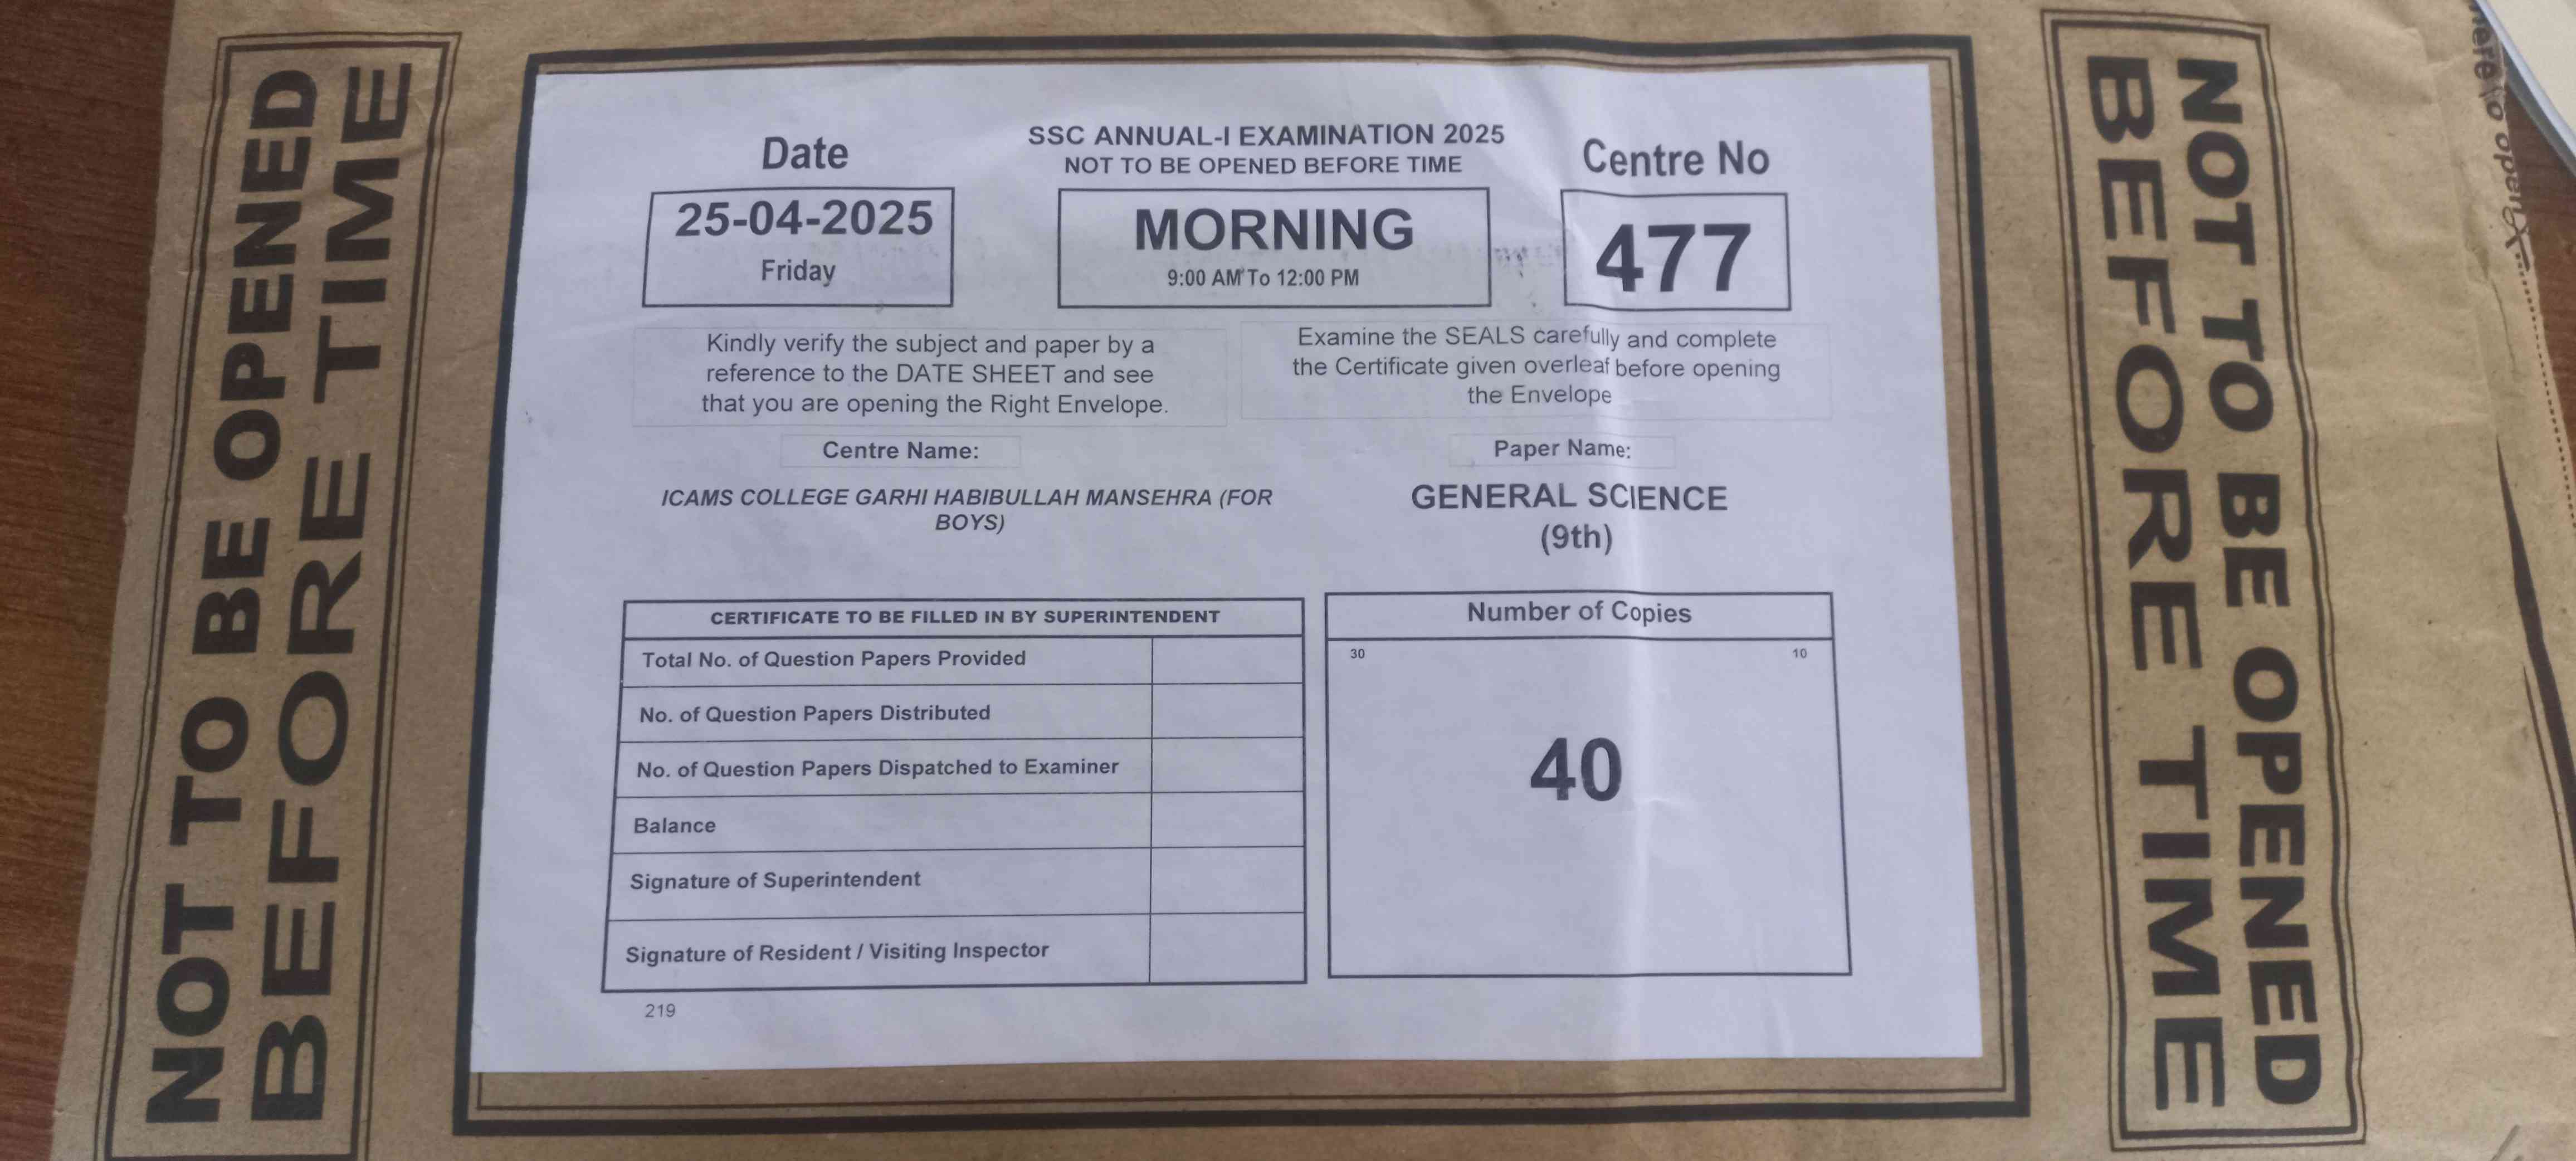 NOT TO BE OPENED
BEFORE TIME
Date
25-04-2025
Friday
SSC ANNUAL-I EXAMINATION 2025
NOT TO BE OPENED BEFORE TIME
MORNING
9:00 AM To 12:00 PM
Centre No
477
Kindly verify the subject and paper by a
reference to the DATE SHEET and see
that you are opening the Right Envelope.
Examine the SEALS carefully and complete
the Certificate given overleaf before opening
the Envelope
Centre Name:
ICAMS COLLEGE GARHI HABIBULLAH MANSEHRA (FOR
BOYS)
Paper Name:
GENERAL SCIENCE
(9th)
CERTIFICATE TO BE FILLED IN BY SUPERINTENDENT
Total No. of Question Papers Provided
No. of Question Papers Distributed
No. of Question Papers Dispatched to Examiner
Balance
Signature of Superintendent
Signature of Resident / Visiting Inspector
219
Number of Copies
30 10
40
NOT TO BE OPENED
BEFORE TIME
to open